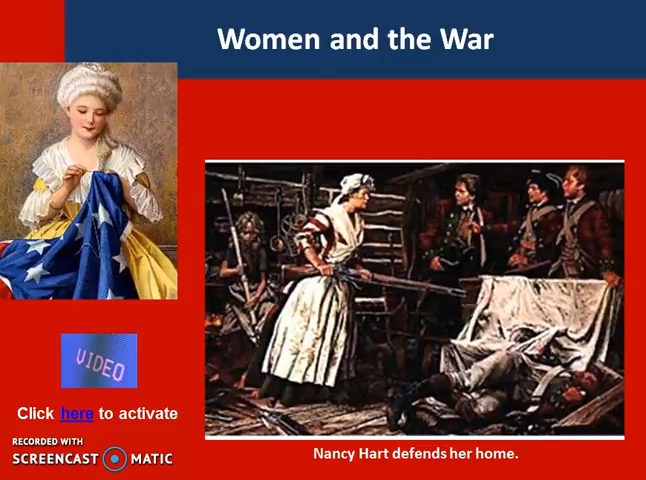 Women and the War
VIDEO
Click here to activate
RECORDED WITH
SCREENCAST MATIC
Nancy Hart defends her home.